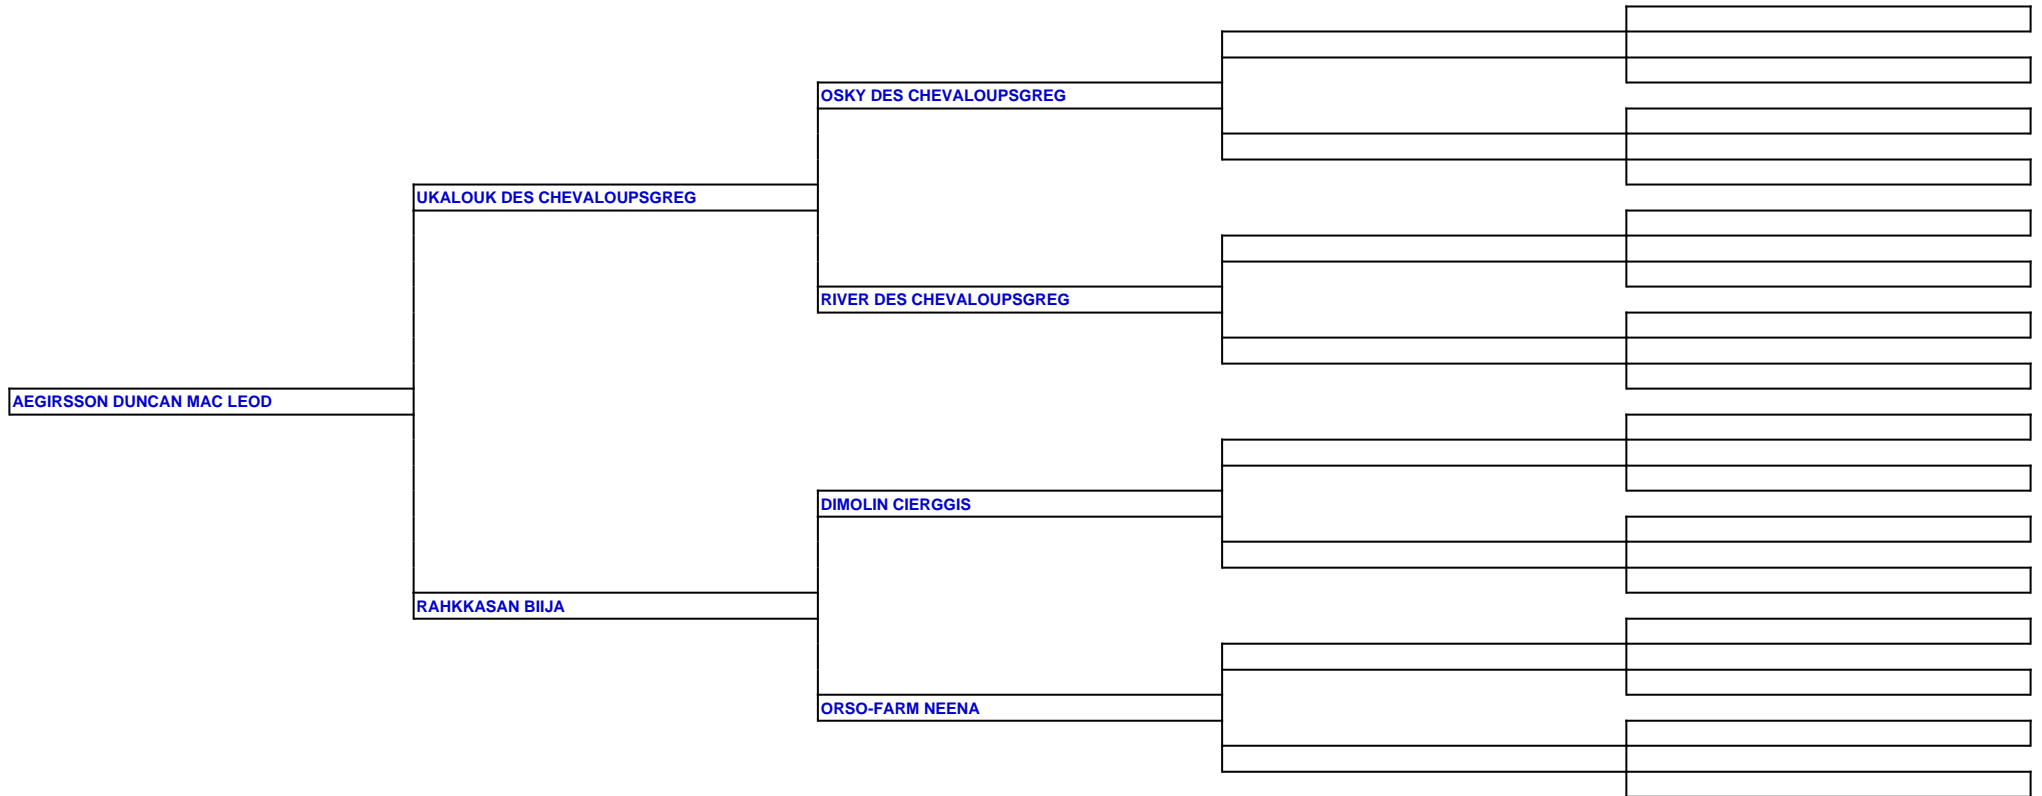 OSKY DES CHEVALOUPSGREG
UKALOUK DES CHEVALOUPSGREG
RIVER DES CHEVALOUPSGREG
AEGIRSSON DUNCAN MAC LEOD
DIMOLIN CIERGGIS
RAHKKASAN BIIJA
ORSO-FARM NEENA